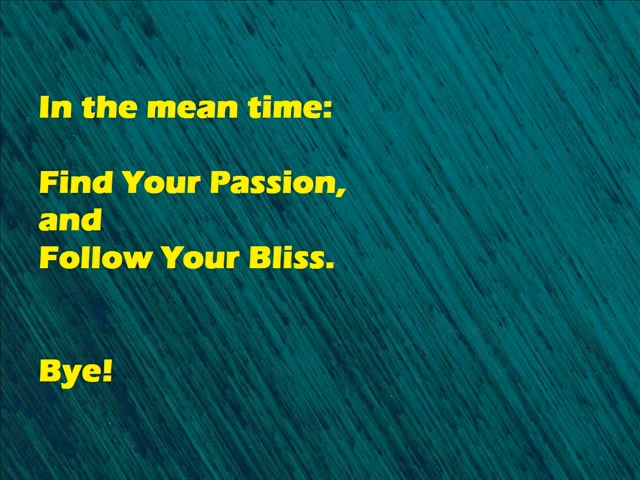 In the mean time:
Find Your Passion,
and
Follow Your Bliss.
Bye!